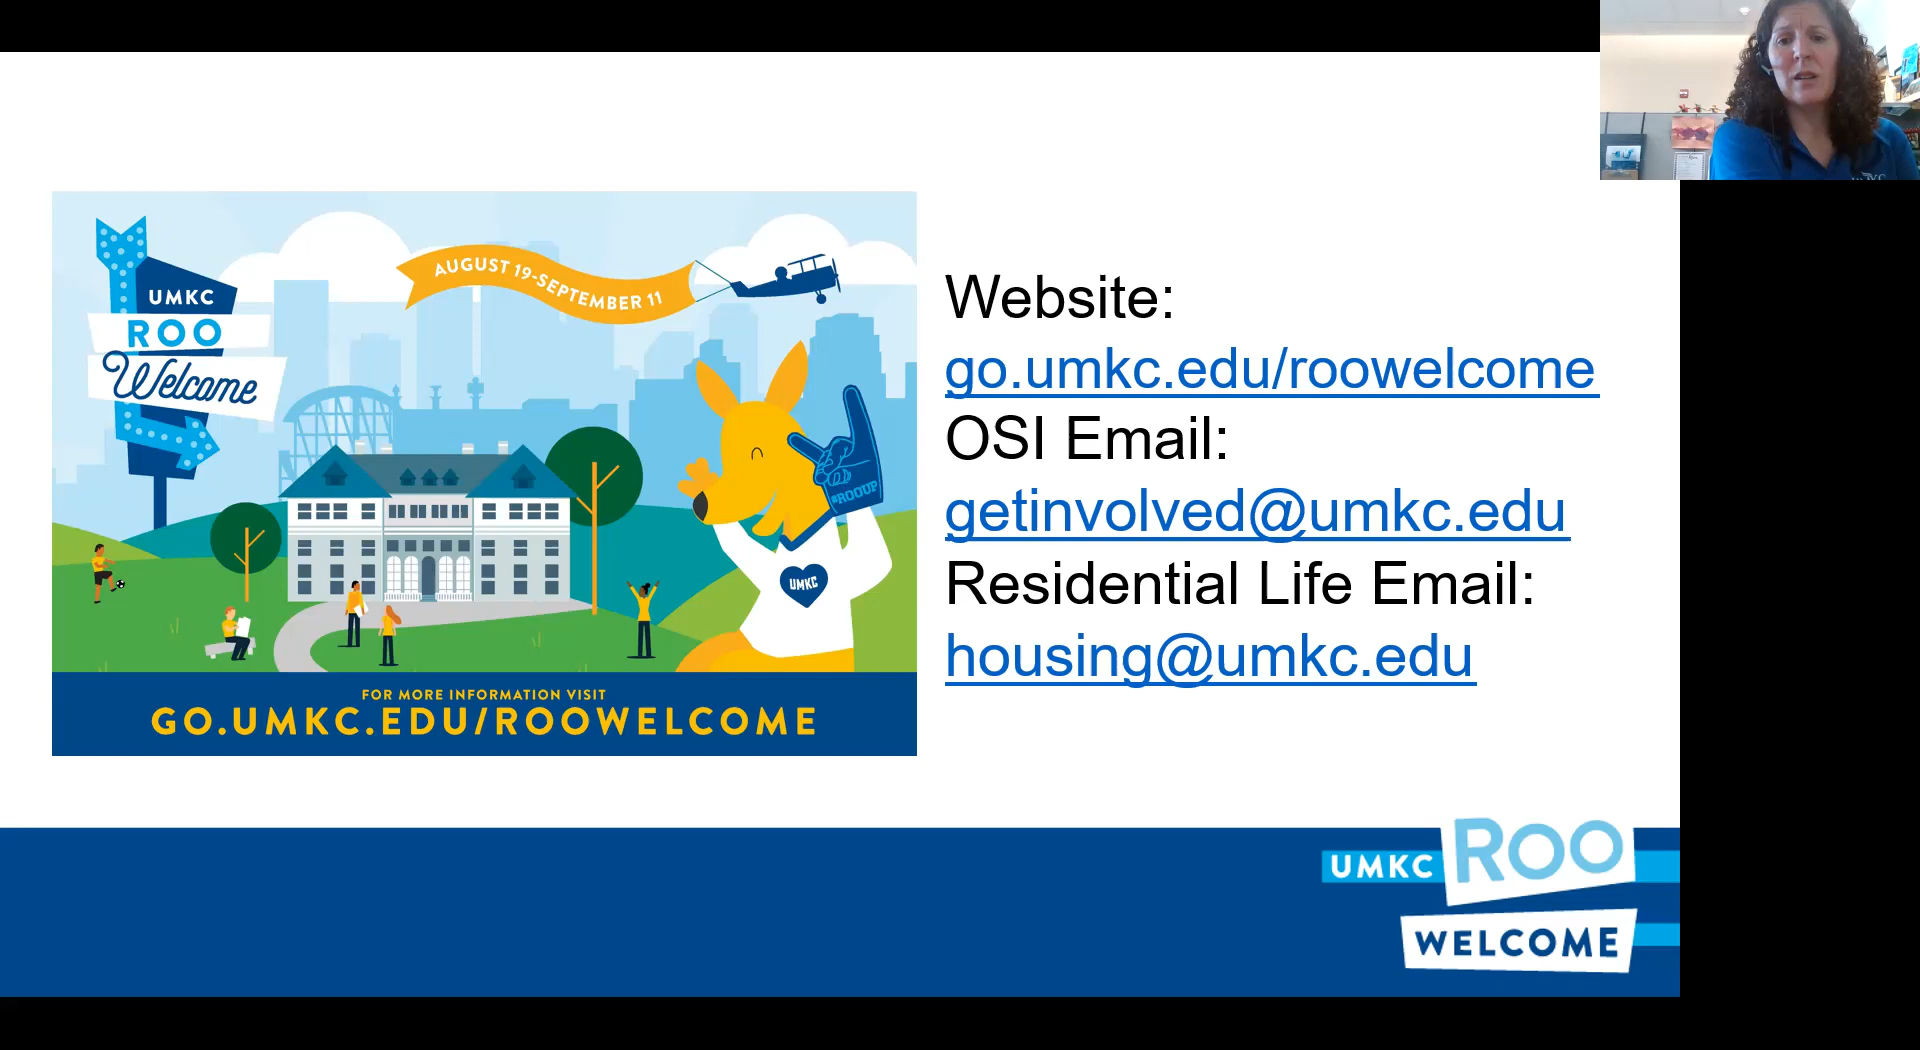 UMKC
ROO
Welcome
AUGUST 19-SEPTEMBER 11
#ROOUP
UMKC
FOR MORE INFORMATION VISIT
GO.UMKC.EDU/ROOWELCOME
Website:
go.umkc.edu/roowelcome
OSI Email:
getinvolved@umkc.edu
Residential Life Email:
housing@umkc.edu
UMKC ROO
WELCOME